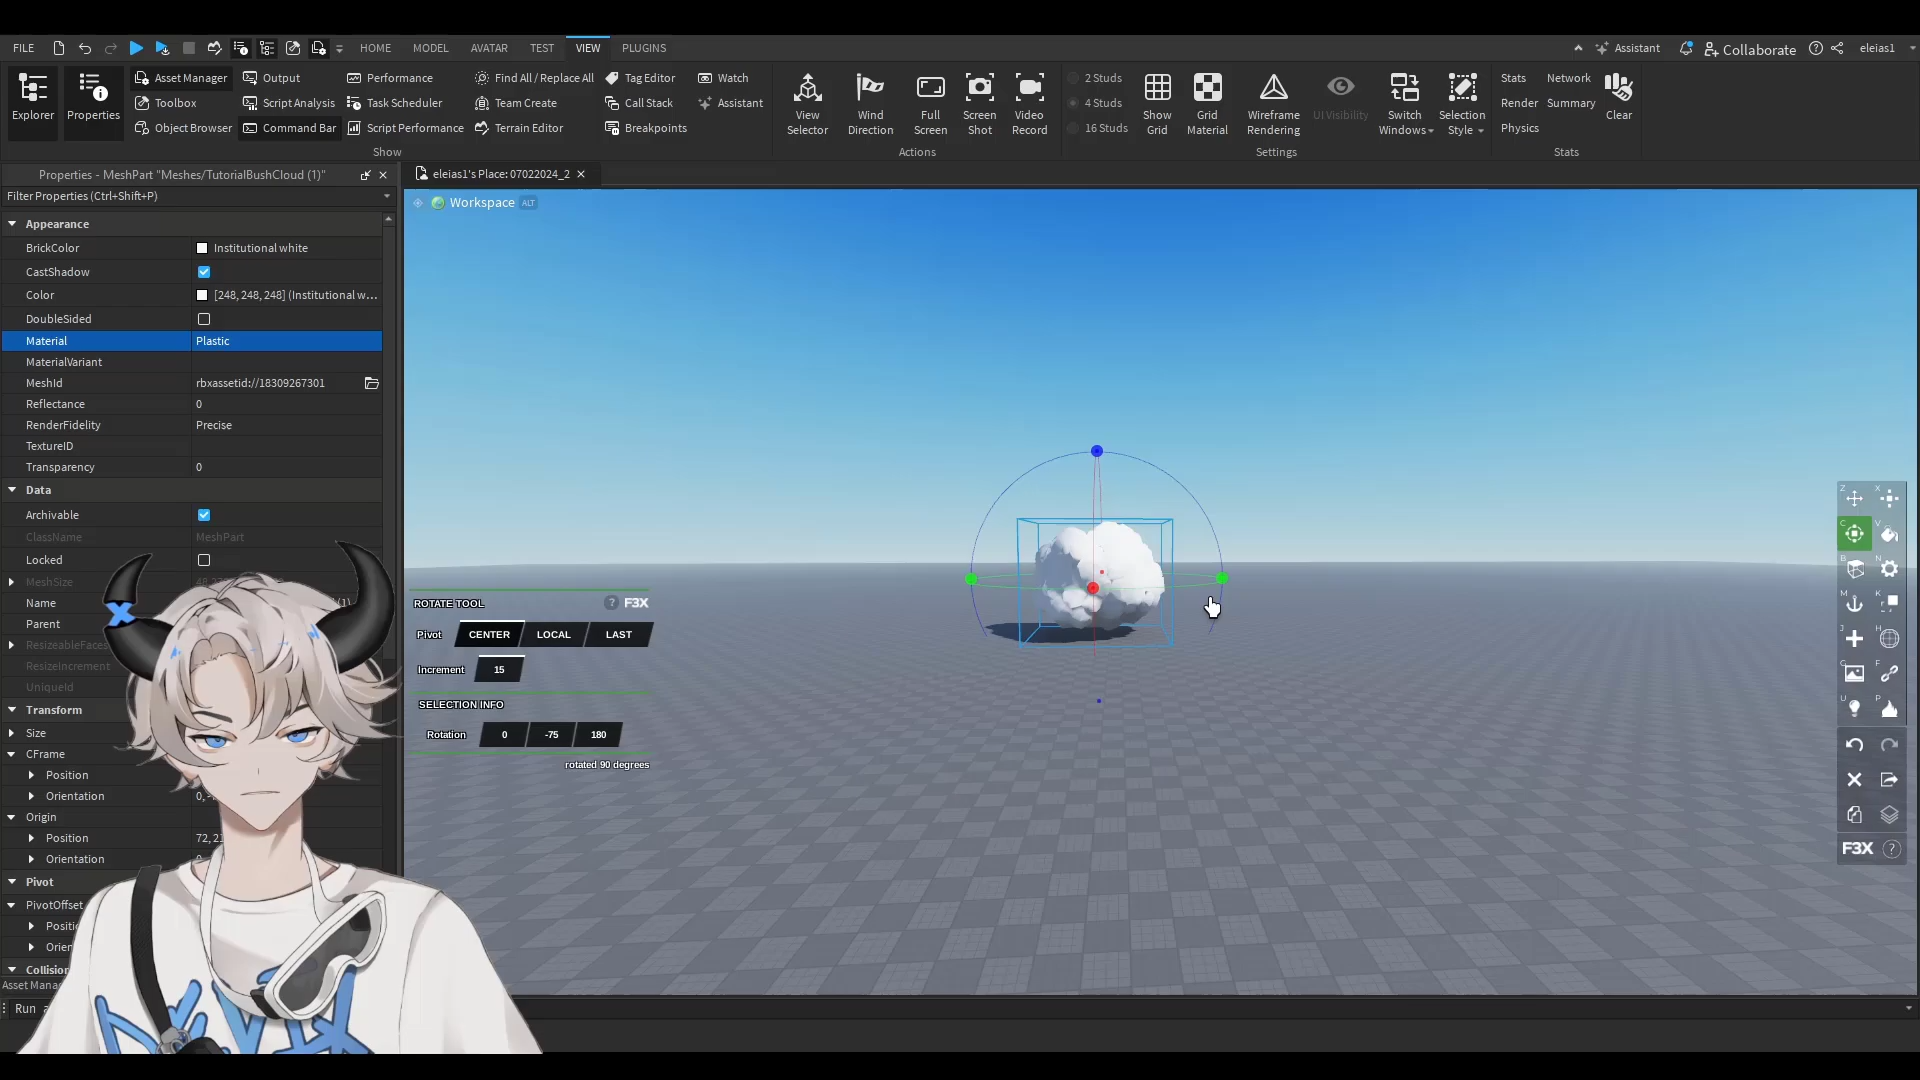 FILE HOME MODEL AVATAR TEST VIEW PLUGINS Assistant Collaborate eleias1
Explorer
Properties
Asset Manager
Toolbox
Object Browser
Output
Script Analysis
Command Bar
Performance
Task Scheduler
Script Performance
Find All / Replace All
Team Create
Terrain Editor
Tag Editor
Call Stack
Breakpoints
Watch
Assistant
Show
View Selector
Wind Direction
Full Screen
Screen Shot
Video Record
Actions
2 Studs
4 Studs
16 Studs
Show Grid
Grid Material
Wireframe Rendering
UI Visibility
Switch Windows
Selection Style
Settings
Stats
Render
Physics
Network
Summary
Clear
Stats
Properties - MeshPart "Meshes/TutorialBushCloud (1)"
eleias1's Place: 07022024_2
Filter Properties (Ctrl+Shift+P)
Workspace ALT
Appearance
BrickColor Institutional white
CastShadow
Color [248, 248, 248] (Institutional w...
DoubleSided
Material Plastic
MaterialVariant
MeshId rbxassetid://18309267301
Reflectance 0
RenderFidelity Precise
TextureID
Transparency 0
Data
Archivable
ClassName MeshPart
Locked
MeshSize
Name
Parent
ResizeableFaces
ResizeIncrement
UniqueId
Transform
Size
CFrame
Position
Orientation
Origin
Position
Orientation
Pivot
PivotOffset
Collision
ROTATE TOOL ? F3X
Pivot CENTER LOCAL LAST
Increment 15
SELECTION INFO
Rotation 0 -75 180
rotated 90 degrees
Z X
C V
B N
M K
J
G F
U P
F3X ?
Run